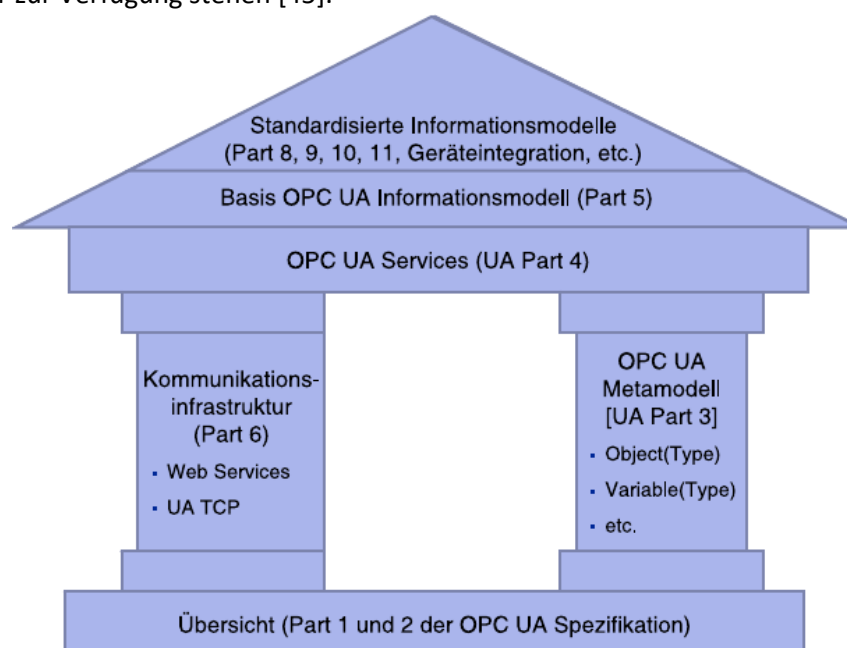 zur Verfügung stehen [45].
Standardisierte Informationsmodelle
(Part 8, 9, 10, 11, Geräteintegration, etc.)
Basis OPC UA Informationsmodell (Part 5)
OPC UA Services (UA Part 4)
Kommunikations-
infrastruktur
(Part 6)
▪ Web Services
▪ UA TCP
OPC UA
Metamodell
[UA Part 3]
▪ Object(Type)
▪ Variable(Type)
▪ etc.
Übersicht (Part 1 und 2 der OPC UA Spezifikation)